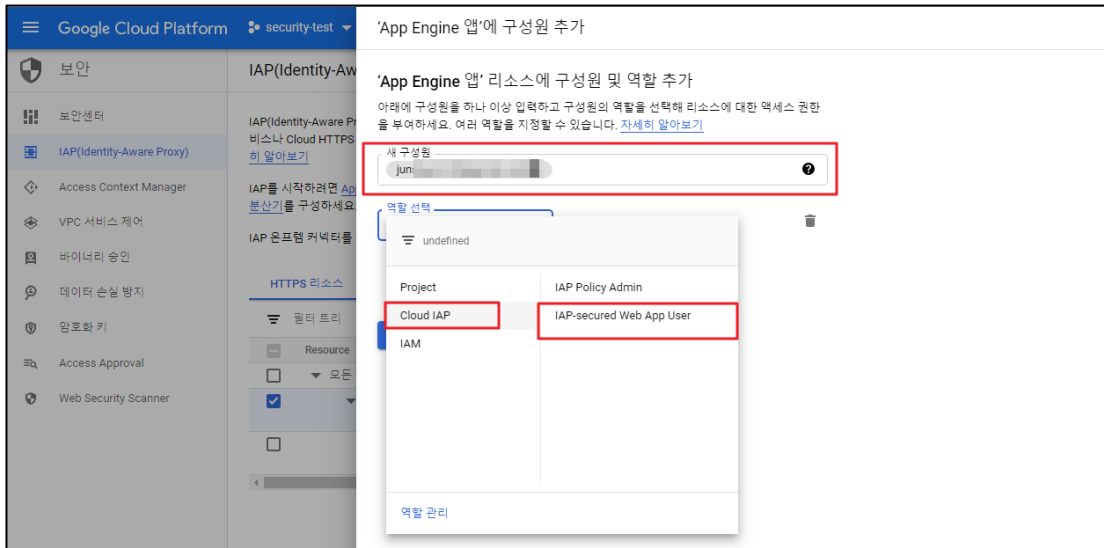 Google Cloud Platform
security-test
'App Engine 앱'에 구성원 추가
보안
IAP(Identity-Aw
'App Engine 앱' 리소스에 구성원 및 역할 추가
아래에 구성원을 하나 이상 입력하고 구성원의 역할을 선택해 리소스에 대한 액세스 권한
을 부여하세요. 여러 역할을 지정할 수 있습니다. 자세히 알아보기
보안센터
IAP(Identity-Aware Proxy)
Access Context Manager
VPC 서비스 제어
바이너리 승인
데이터 손실 방지
암호화 키
Access Approval
Web Security Scanner
IAP(Identity-Aware Pr
비스나 Cloud HTTPS
히 알아보기
IAP를 시작하려면 Ap
분산기를 구성하세요
IAP 온프렘 커넥터를
HTTPS 리소스
필터 트리
Resource
모든
새 구성원
jun
역할 선택
undefined
Project
Cloud IAP
IAM
IAP Policy Admin
IAP-secured Web App User
역할 관리